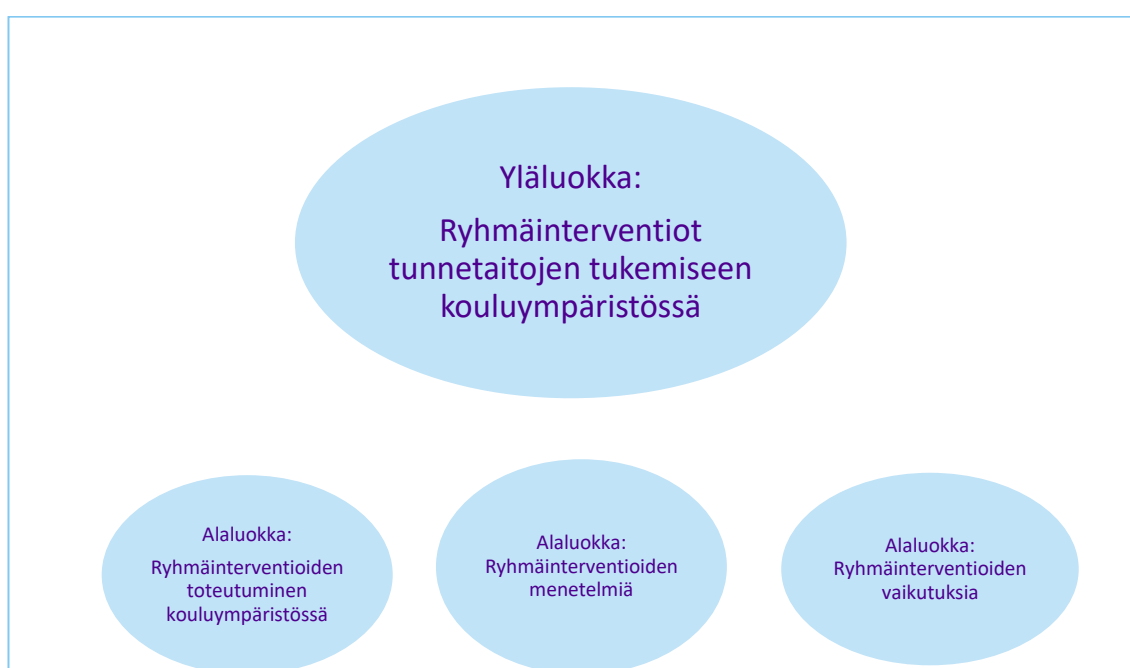 Yläluokka:
Ryhmäinterventiot
tunnetaitojen tukemiseen
kouluympäristössä
Alaluokka:
Ryhmäinterventioiden
toteutuminen
kouluympäristössä
Alaluokka:
Ryhmäinterventioiden
menetelmiä
Alaluokka:
Ryhmäinterventioiden
vaikutuksia